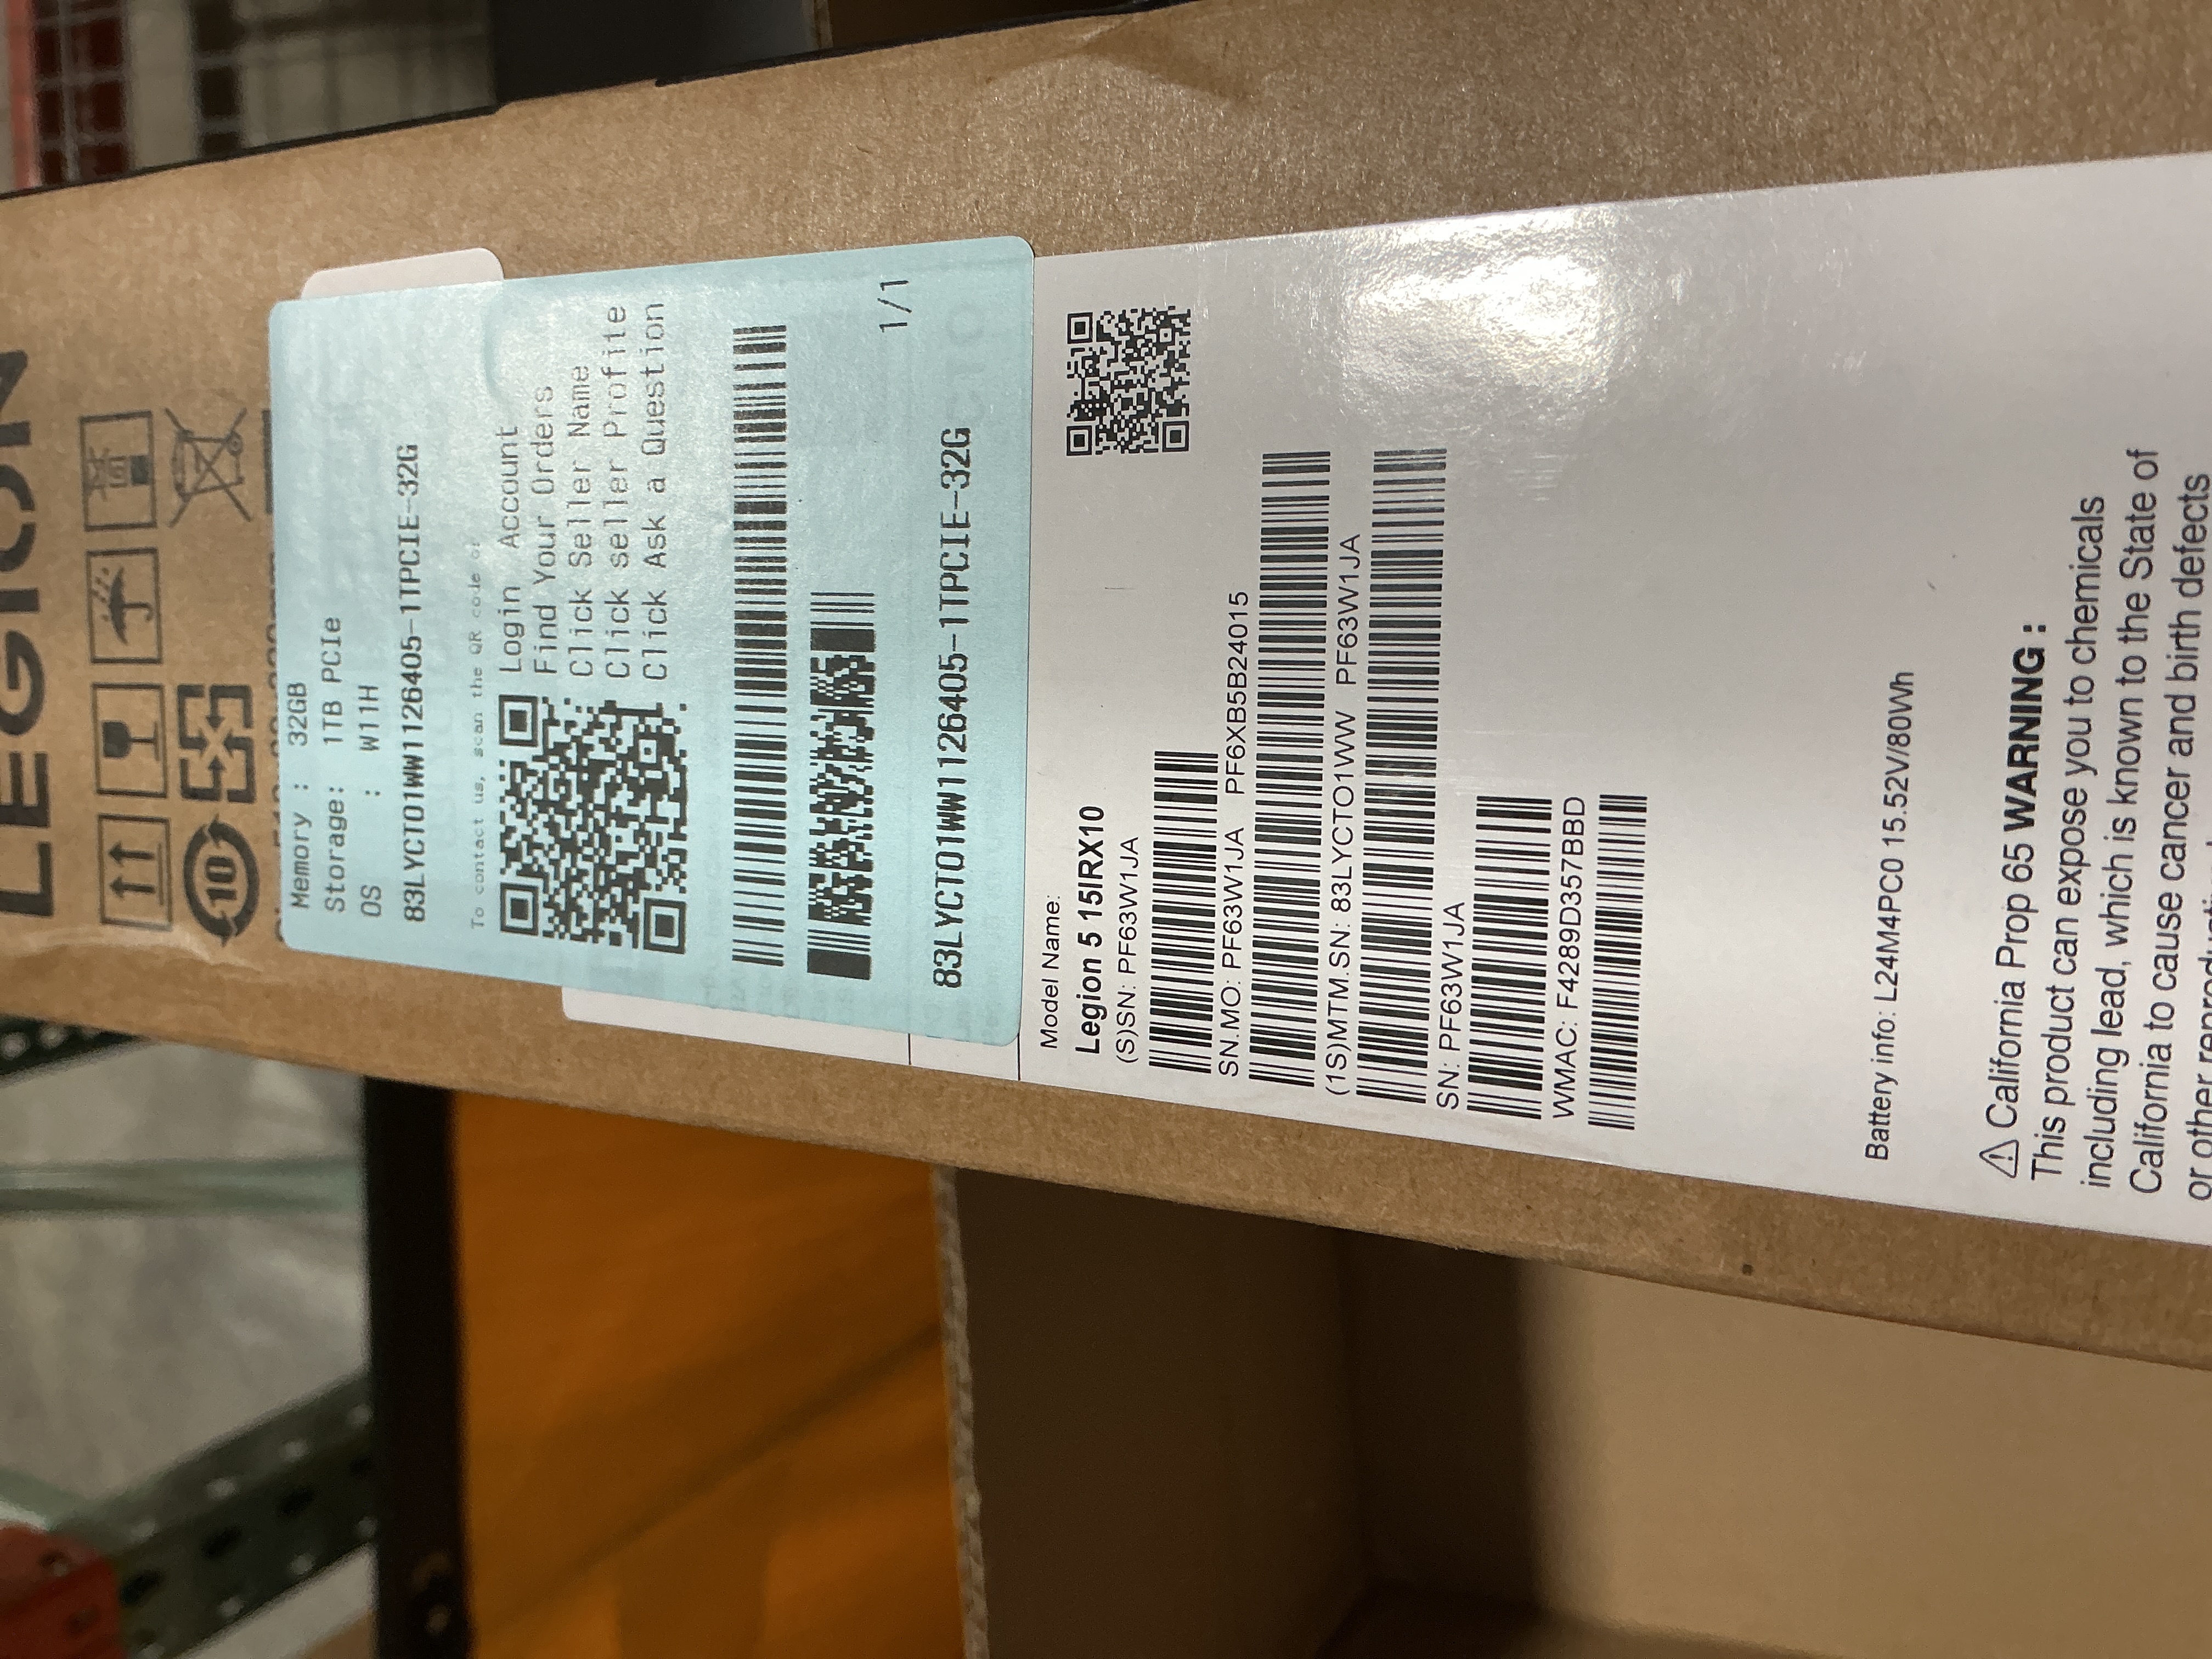 LEGION
10
Memory : 32GB
Storage: 1TB PCIe
OS : W11H
83LYCTO1WW1126405-1TPCIE-32G
To contact us, scan the QR code or
Login Account
Find Your Orders
Click Seller Name
Click seller Profite
Click Ask a Question
1/1
83LYCTO1WW1126405-1TPCIE-32G
Model Name:
Legion 5 15IRX10
(S)SN: PF63W1JA
SN.MO: PF63W1JA PF6XB5B24015
(1S)MTM.SN: 83LYCTO1WW PF63W1JA
SN: PF63W1JA
WMAC: F4289D357BBD
Battery info: L24M4PC0 15.52V/80Wh
⚠ California Prop 65 WARNING :
This product can expose you to chemicals
including lead, which is known to the State of
California to cause cancer and birth defects
or other